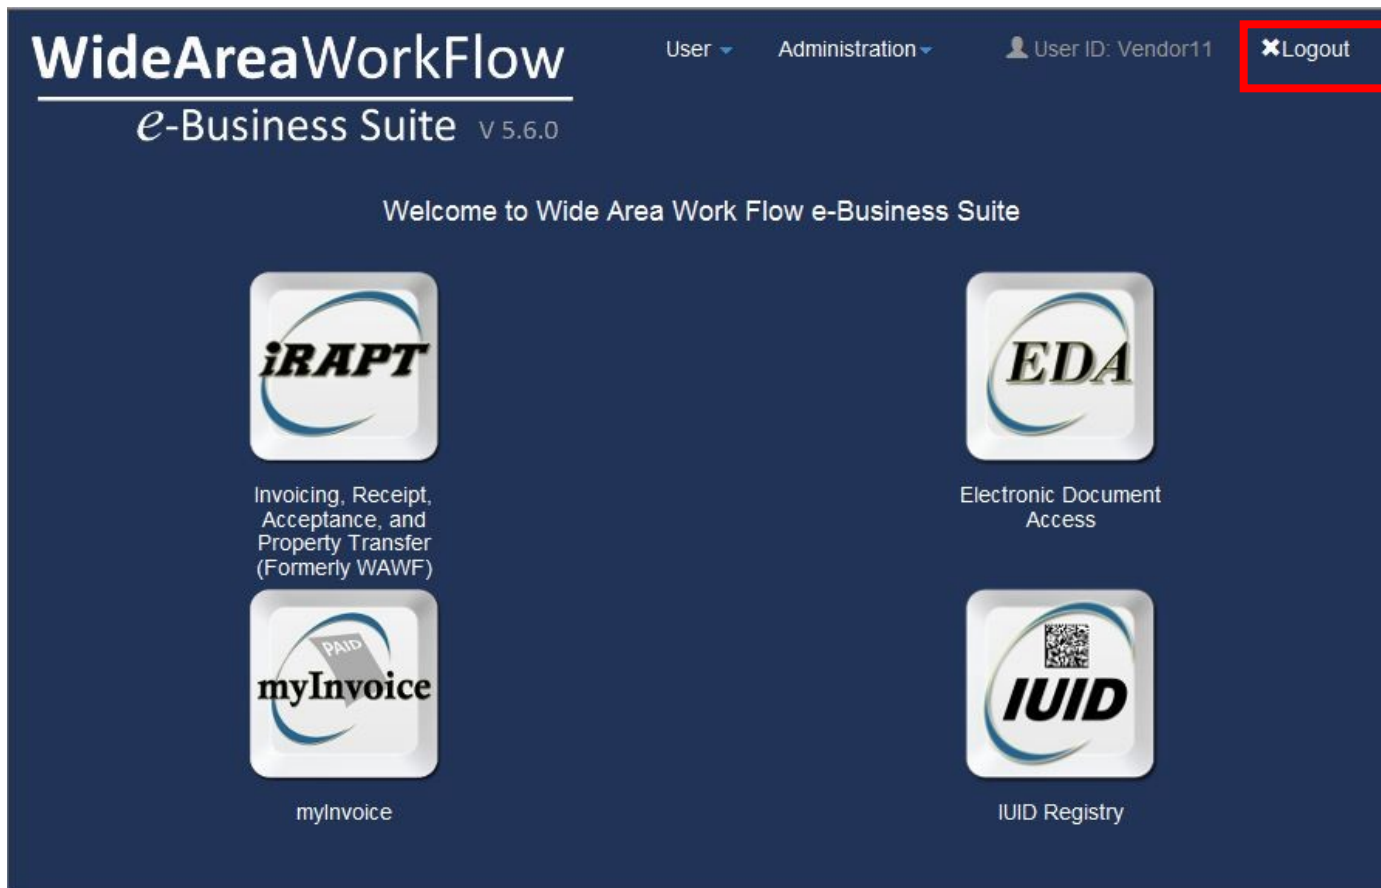 WideAreaWorkFlow
User Administration User ID: Vendor11 ✖Logout
e-Business Suite V 5.6.0
Welcome to Wide Area Work Flow e-Business Suite
iRAPT
EDA
Invoicing, Receipt,
Acceptance, and
Property Transfer
(Formerly WAWF)
Electronic Document
Access
PAID
myInvoice
IUID
myInvoice
IUID Registry